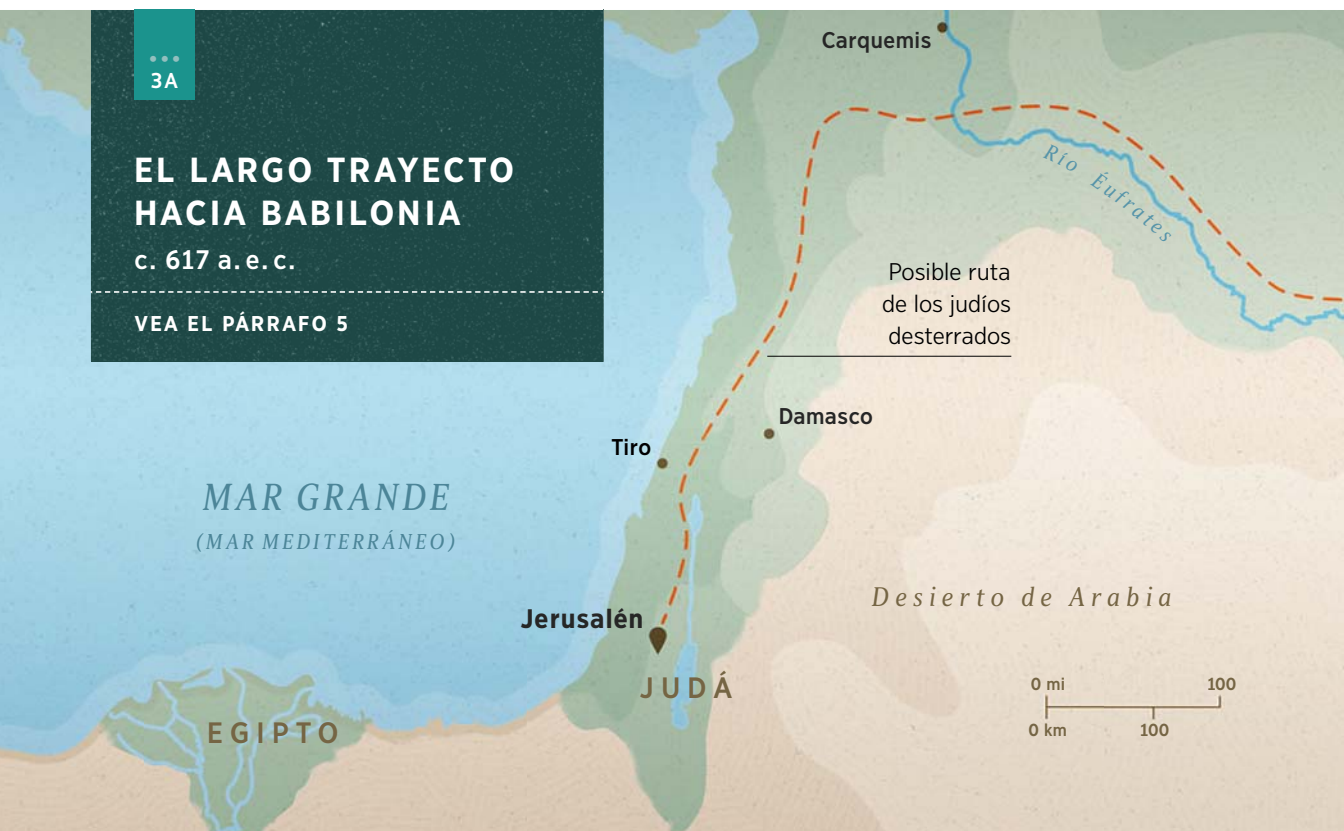 3A
EL LARGO TRAYECTO
HACIA BABILONIA
c. 617 a. e. c.
VEA EL PÁRRAFO 5
Carquemis
Río Éufrates
Posible ruta
de los judíos
desterrados
Damasco
Tiro
MAR GRANDE
(MAR MEDITERRÁNEO)
Desierto de Arabia
Jerusalén
JUDÁ
EGIPTO
0 mi 100
0 km 100